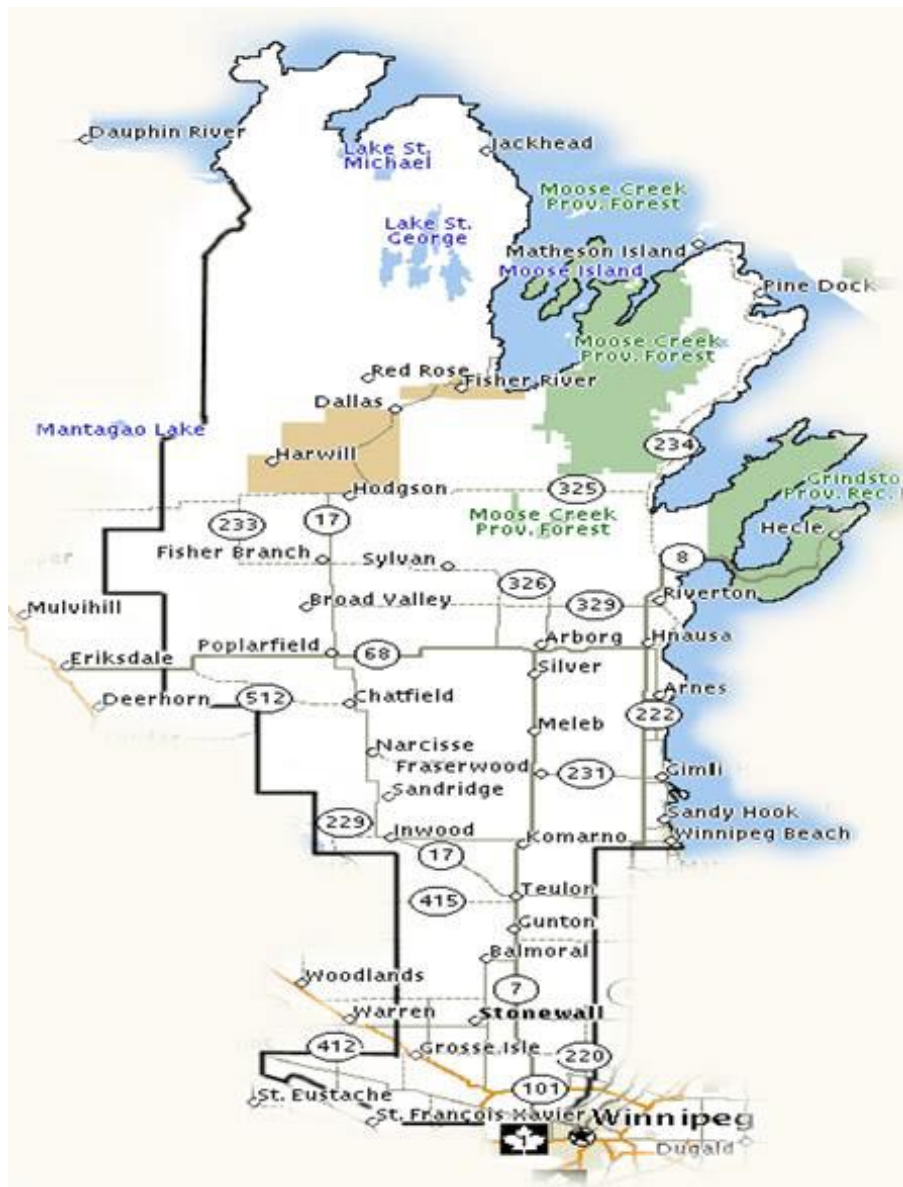 Dauphin River
Jackhead
Lake St.
Michael
Moose Creek
Prov. Forest
Lake St.
George
Matheson Island
Moose Island
Pine Dock
Moose Creek
Prov. Forest
Red Rose
Fisher River
Dallas
Mantagao Lake
234
Harwill
Grindsto
Prov. Rec.
Hodgson
325
233
17
Moose Creek
Prov. Forest
Hecle
Fisher Branch
Sylvan
8
326
Mulvihill
Broad Valley
329
Riverton
Poplarfield
68
Arborg
Hnausa
Eriksdale
Silver
Deerhorn
512
Chatfield
Arnes
222
Meleb
Narcisse
Fraserwood
231
Gimli
Sandridge
229
Inwood
Komarno
Sandy Hook
Winnipeg Beach
17
415
Teulon
Gunton
Balmoral
Woodlands
7
Warren
Stonewall
412
Grosse Isle
220
St. Eustache
101
St. François Xavier
Winnipeg
1
Dugald